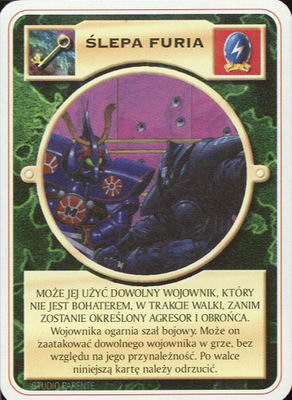 ŚLEPA FURIA
MOŻE JEJ UŻYĆ DOWOLNY WOJOWNIK, KTÓRY
NIE JEST BOHATEREM, W TRAKCIE WALKI, ZANIM
ZOSTANIE OKREŚLONY AGRESOR I OBROŃCA.
Wojownika ogarnia szał bojowy. Może on
zaatakować dowolnego wojownika w grze, bez
względu na jego przynależność. Po walce
niniejszą kartę należy odrzucić.
STUDIO PARENTE